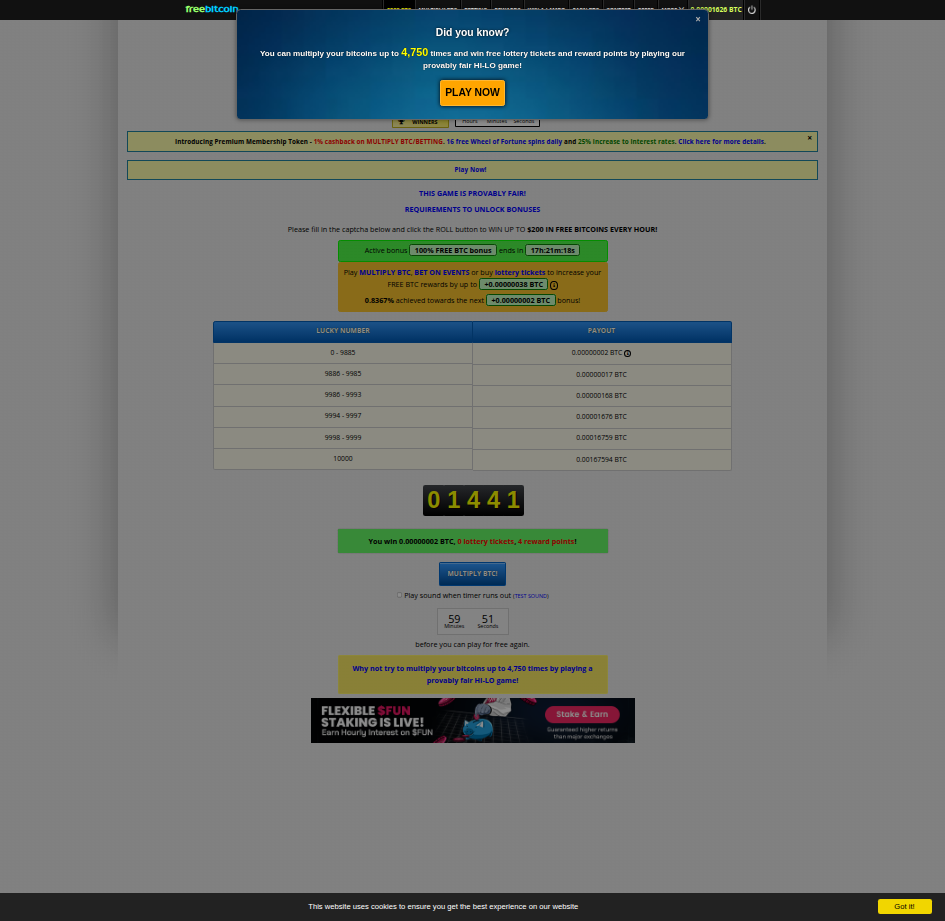 freebitcoin
×
Did you know?
You can multiply your bitcoins up to 4,750 times and win free lottery tickets and reward points by playing our
provably fair HI-LO game!
PLAY NOW
WINNERS
Hours Minutes Seconds
Introducing Premium Membership Token - 1% cashback on MULTIPLY BTC/BETTING. 16 free Wheel of Fortune spins daily and 25% increase to interest rates. Click here for more details.
×
Play Now!
THIS GAME IS PROVABLY FAIR!
REQUIREMENTS TO UNLOCK BONUSES
Please fill in the captcha below and click the ROLL button to WIN UP TO $200 IN FREE BITCOINS EVERY HOUR!
Active bonus 100% FREE BTC bonus ends in 17h:21m:18s
Play MULTIPLY BTC, BET ON EVENTS or buy lottery tickets to increase your
FREE BTC rewards by up to +0.00000038 BTC
0.8367% achieved towards the next +0.00000002 BTC bonus!
LUCKY NUMBER PAYOUT
0 - 9885 0.00000002 BTC
9886 - 9985 0.00000017 BTC
9986 - 9993 0.00000168 BTC
9994 - 9997 0.00001676 BTC
9998 - 9999 0.00016759 BTC
10000 0.00167594 BTC
0 1 4 4 1
You win 0.00000002 BTC, 0 lottery tickets, 4 reward points!
MULTIPLY BTC!
Play sound when timer runs out (TEST SOUND)
59 51
Minutes Seconds
before you can play for free again.
Why not try to multiply your bitcoins up to 4,750 times by playing a
provably fair HI-LO game!
FLEXIBLE $FUN
STAKING IS LIVE!
Earn Hourly Interest on $FUN
Stake & Earn
Guaranteed higher returns
than major exchanges
This website uses cookies to ensure you get the best experience on our website
Got it!